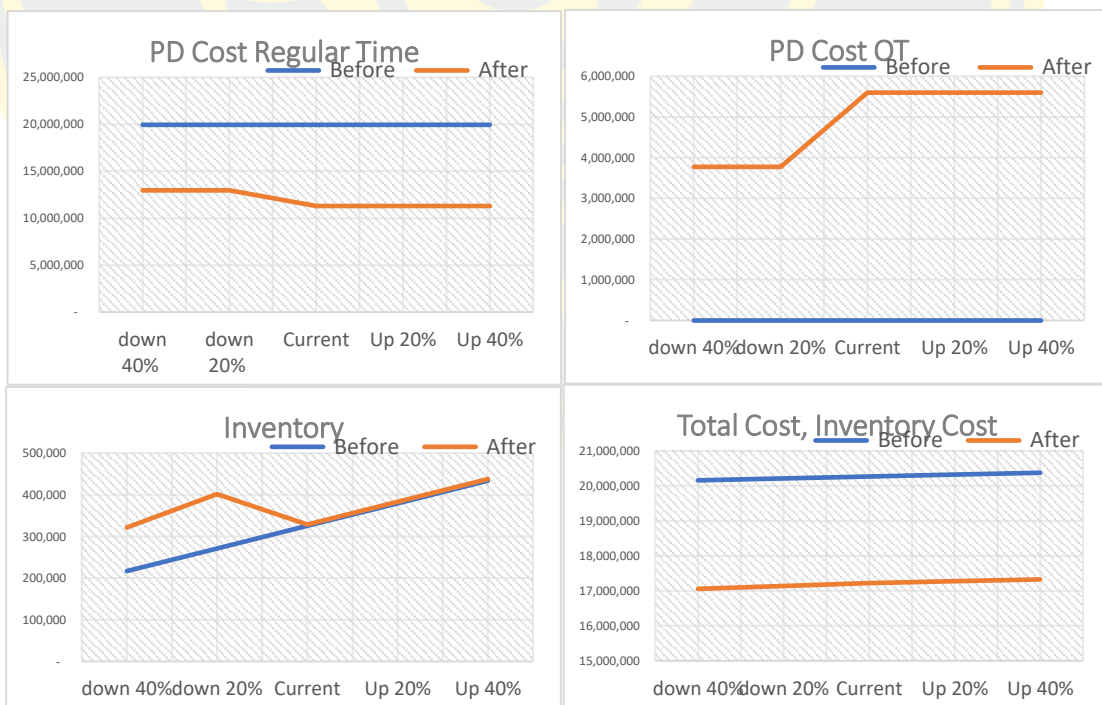 PD Cost Regular Time
Before After
25,000,000
20,000,000
15,000,000
10,000,000
5,000,000
-
down 40% down 20% Current Up 20% Up 40%
PD Cost OT
Before After
6,000,000
5,000,000
4,000,000
3,000,000
2,000,000
1,000,000
-
down 40% down 20% Current Up 20% Up 40%
Inventory
Before After
500,000
400,000
300,000
200,000
100,000
-
down 40% down 20% Current Up 20% Up 40%
Total Cost, Inventory Cost
Before After
21,000,000
20,000,000
19,000,000
18,000,000
17,000,000
16,000,000
15,000,000
down 40% down 20% Current Up 20% Up 40%